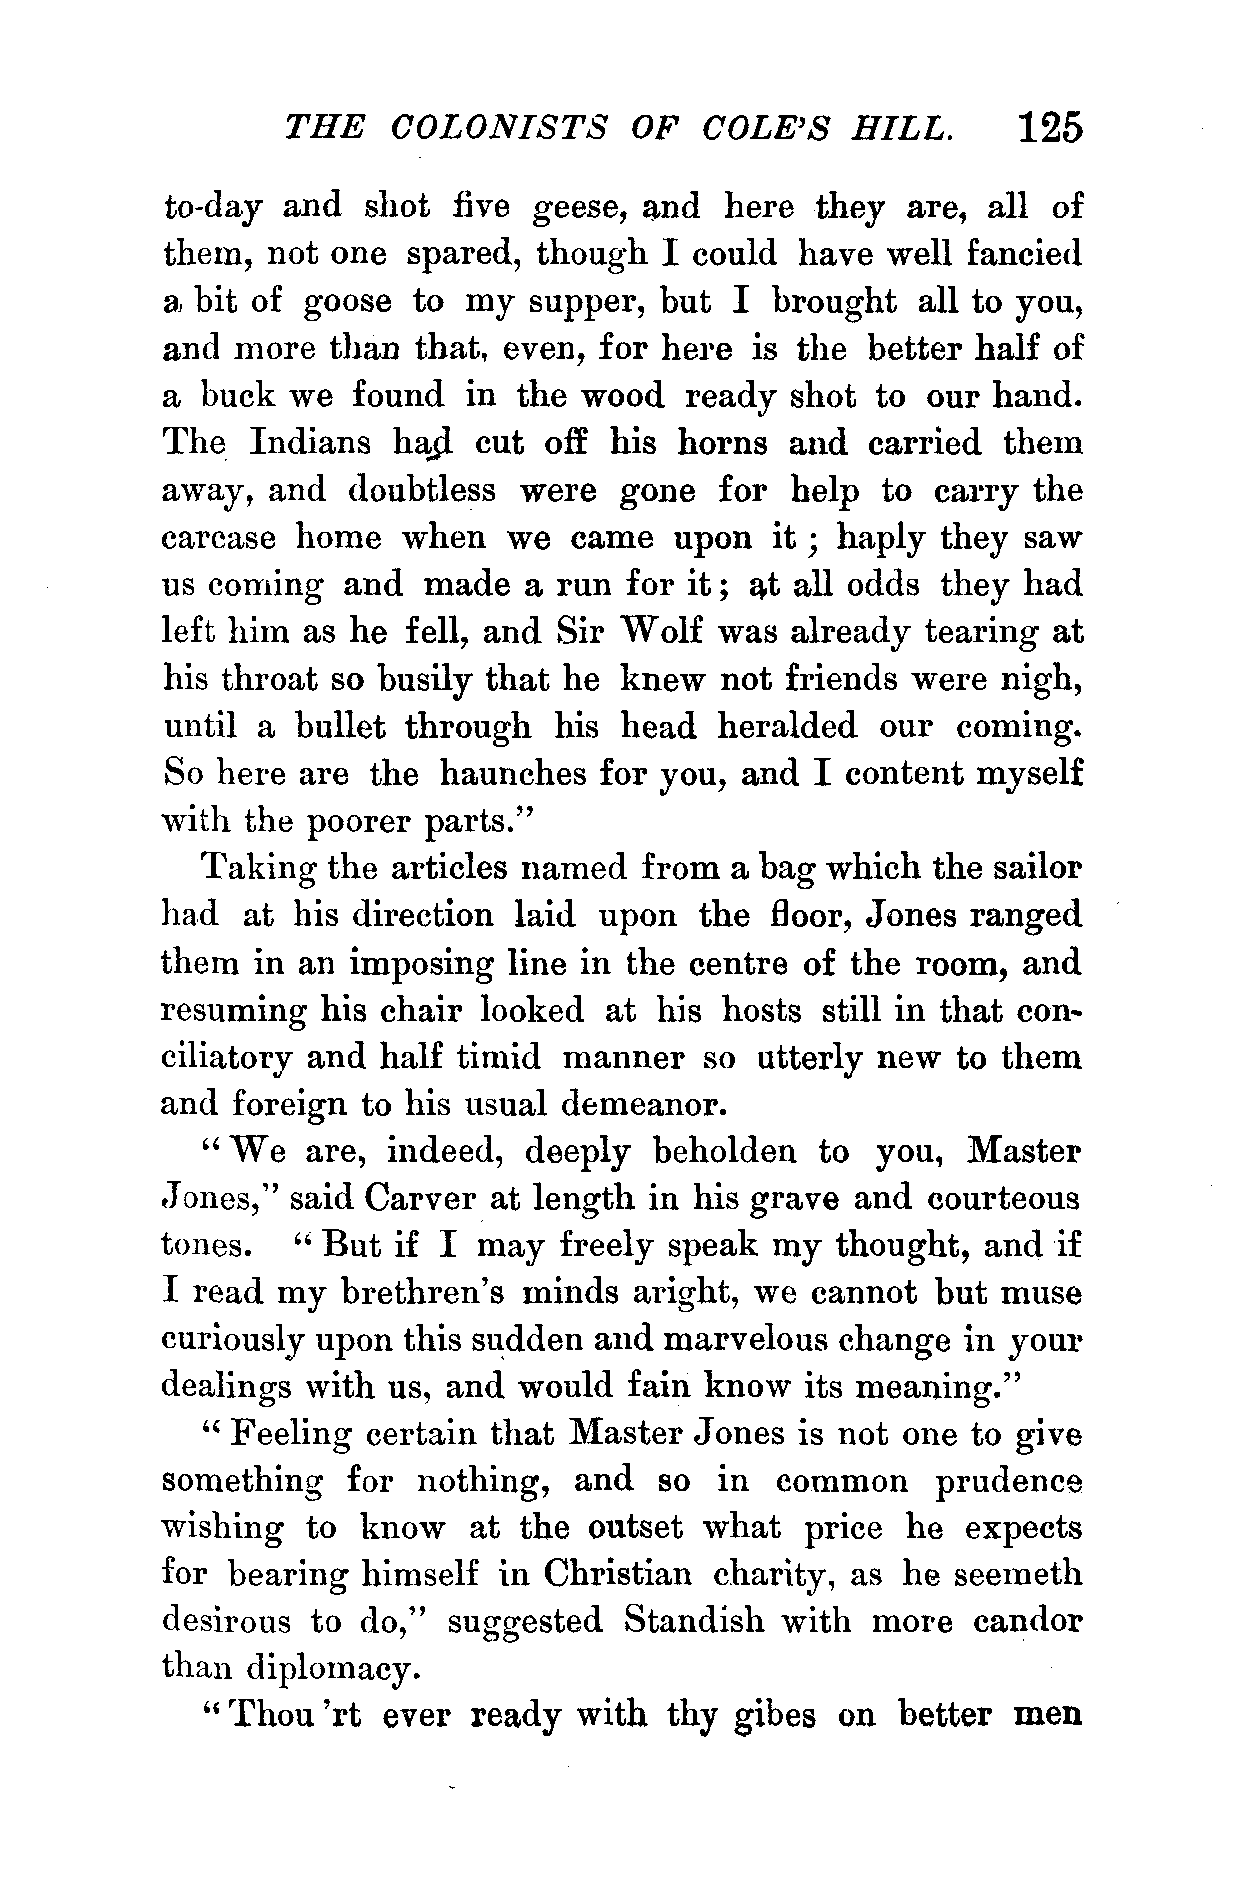 THE COLONISTS OF COLE'S HILL. 125
to-day and shot five geese, and here they are, all of
them, not one spared, though I could have well fancied
a bit of goose to my supper, but I brought all to you,
and more than that, even, for here is the better half of
a buck we found in the wood ready shot to our hand.
The Indians had cut off his horns and carried them
away, and doubtless were gone for help to carry the
carcase home when we came upon it; haply they saw
us coming and made a run for it; at all odds they had
left him as he fell, and Sir Wolf was already tearing at
his throat so busily that he knew not friends were nigh,
until a bullet through his head heralded our coming.
So here are the haunches for you, and I content myself
with the poorer parts."
Taking the articles named from a bag which the sailor
had at his direction laid upon the floor, Jones ranged
them in an imposing line in the centre of the room, and
resuming his chair looked at his hosts still in that con-
ciliatory and half timid manner so utterly new to them
and foreign to his usual demeanor.
"We are, indeed, deeply beholden to you, Master
Jones," said Carver at length in his grave and courteous
tones. "But if I may freely speak my thought, and if
I read my brethren's minds aright, we cannot but muse
curiously upon this sudden and marvelous change in your
dealings with us, and would fain know its meaning."
"Feeling certain that Master Jones is not one to give
something for nothing, and so in common prudence
wishing to know at the outset what price he expects
for bearing himself in Christian charity, as he seemeth
desirous to do," suggested Standish with more candor
than diplomacy.
"Thou 'rt ever ready with thy gibes on better men